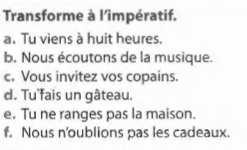 Transforme à l'impératif.
a. Tu viens à huit heures.
b. Nous écoutons de la musique.
c. Vous invitez vos copains.
d. Tu fais un gâteau.
e. Tu ne ranges pas la maison.
f. Nous n'oublions pas les cadeaux.